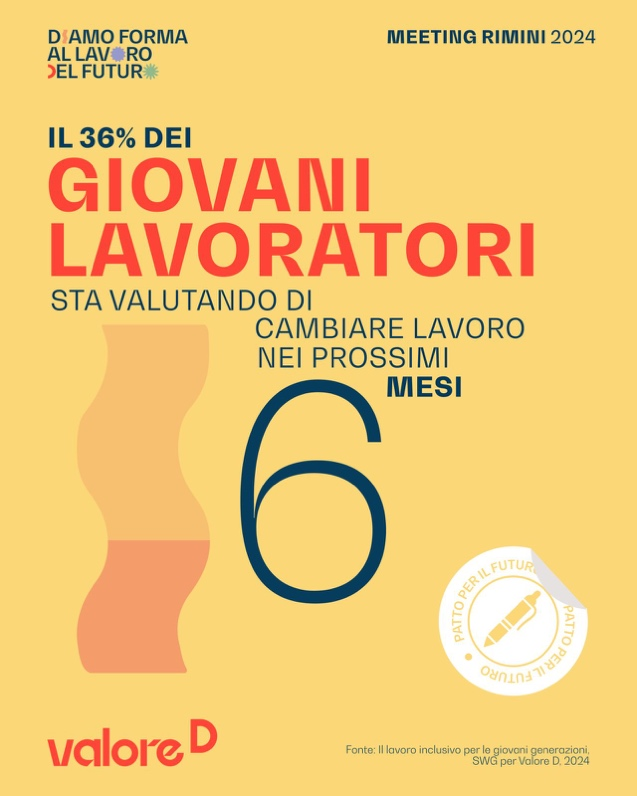 DIAMO FORMA
AL LAVORO
DEL FUTURO
MEETING RIMINI 2024
IL 36% DEI
GIOVANI
LAVORATORI
STA VALUTANDO DI
CAMBIARE LAVORO
NEI PROSSIMI
6 MESI
PATTO PER IL FUTURO
PATTO PER IL FUTURO
valore D
Fonte: Il lavoro inclusivo per le giovani generazioni,
SWG per Valore D, 2024